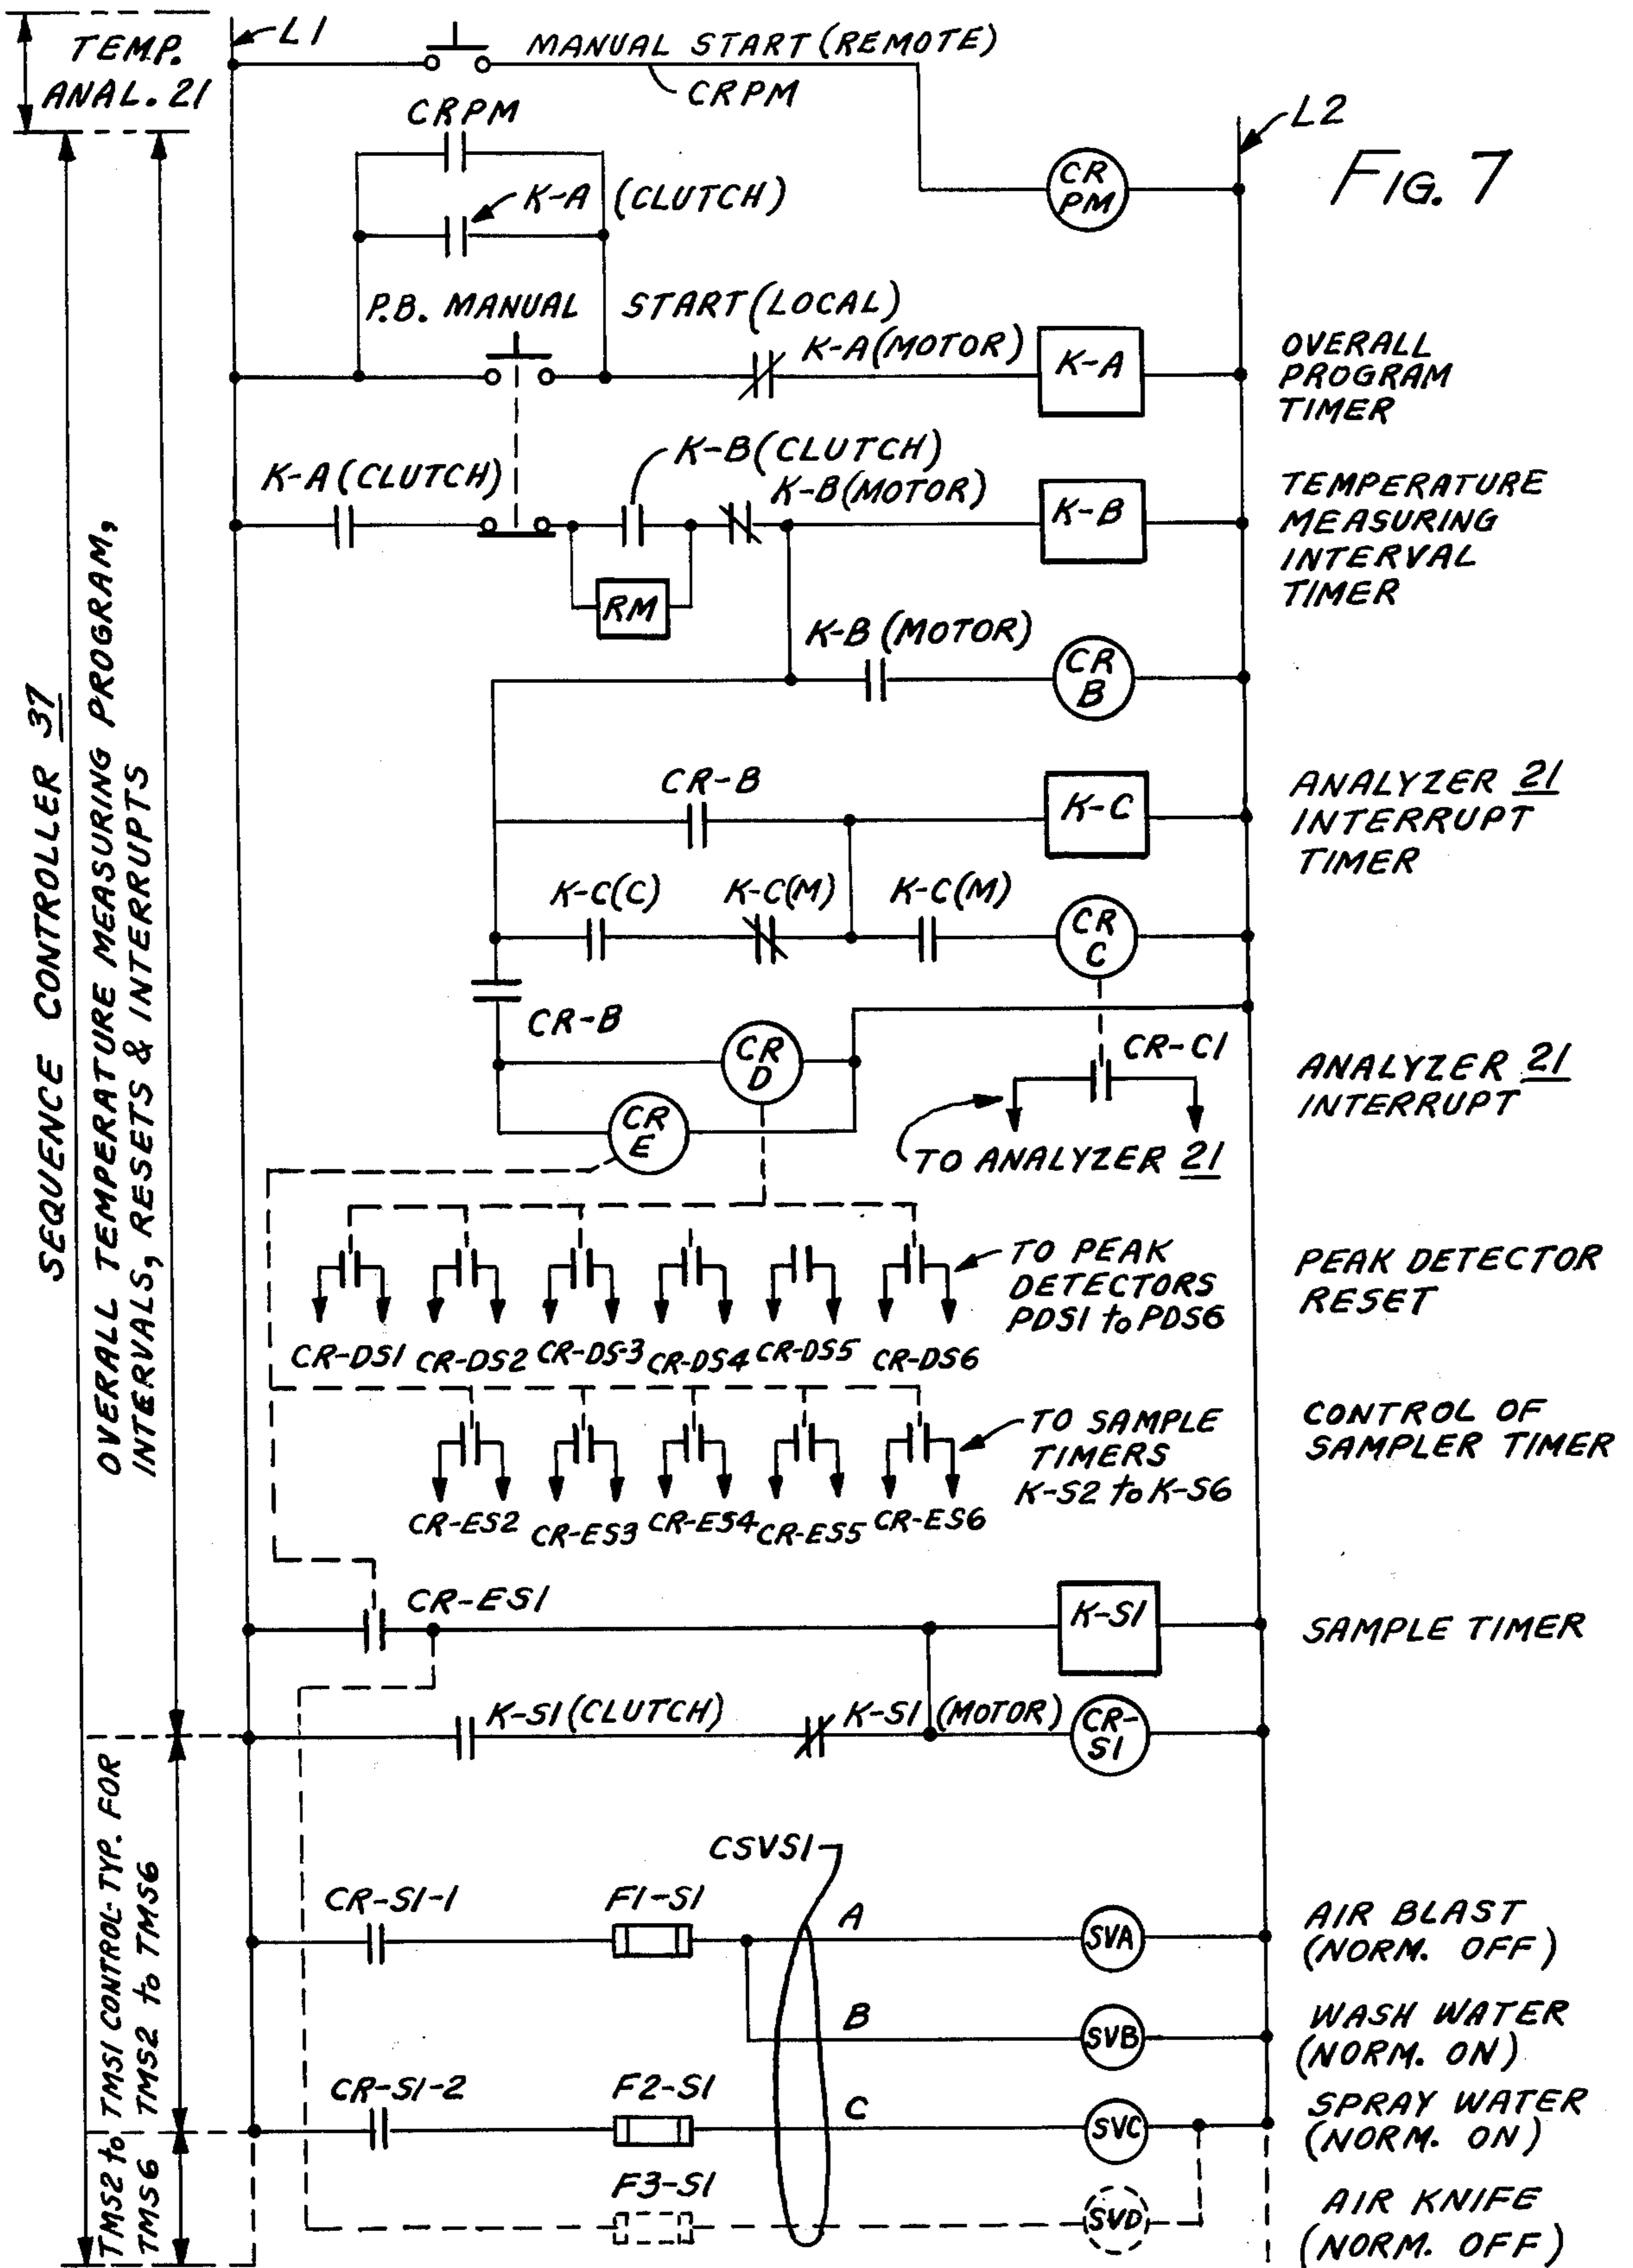 TEMP.
ANAL. 21
L1
MANUAL START (REMOTE)
CRPM
CRPM
L2
FIG. 7
CR
PM
K-A (CLUTCH)
P.B. MANUAL START (LOCAL)
K-A (MOTOR)
K-A
OVERALL
PROGRAM
TIMER
K-A (CLUTCH)
K-B (CLUTCH)
K-B (MOTOR)
K-B
TEMPERATURE
MEASURING
INTERVAL
TIMER
RM
K-B (MOTOR)
CR
B
CR-B
K-C
ANALYZER 21
INTERRUPT
TIMER
K-C(C)
K-C(M)
K-C(M)
CR
C
CR-B
CR
D
CR-C1
ANALYZER 21
INTERRUPT
CR
E
TO ANALYZER 21
TO PEAK
DETECTORS
PDS1 to PDS6
PEAK DETECTOR
RESET
CR-DS1 CR-DS2 CR-DS3 CR-DS4 CR-DS5 CR-DS6
TO SAMPLE
TIMERS
K-S2 to K-S6
CONTROL OF
SAMPLER TIMER
CR-ES2 CR-ES3 CR-ES4 CR-ES5 CR-ES6
CR-ES1
K-S1
SAMPLE TIMER
K-S1 (CLUTCH)
K-S1 (MOTOR)
CR-
S1
CSVS1
CR-S1-1
F1-S1
A
SVA
AIR BLAST
(NORM. OFF)
B
SVB
WASH WATER
(NORM. ON)
CR-S1-2
F2-S1
C
SVC
SPRAY WATER
(NORM. ON)
F3-S1
SVD
AIR KNIFE
(NORM. OFF)
SEQUENCE CONTROLLER 37
OVERALL TEMPERATURE MEASURING PROGRAM,
INTERVALS, RESETS & INTERRUPTS
TMS1 CONTROL-TYP. FOR
TMS2 to TMS6
TMS2 to
TMS6